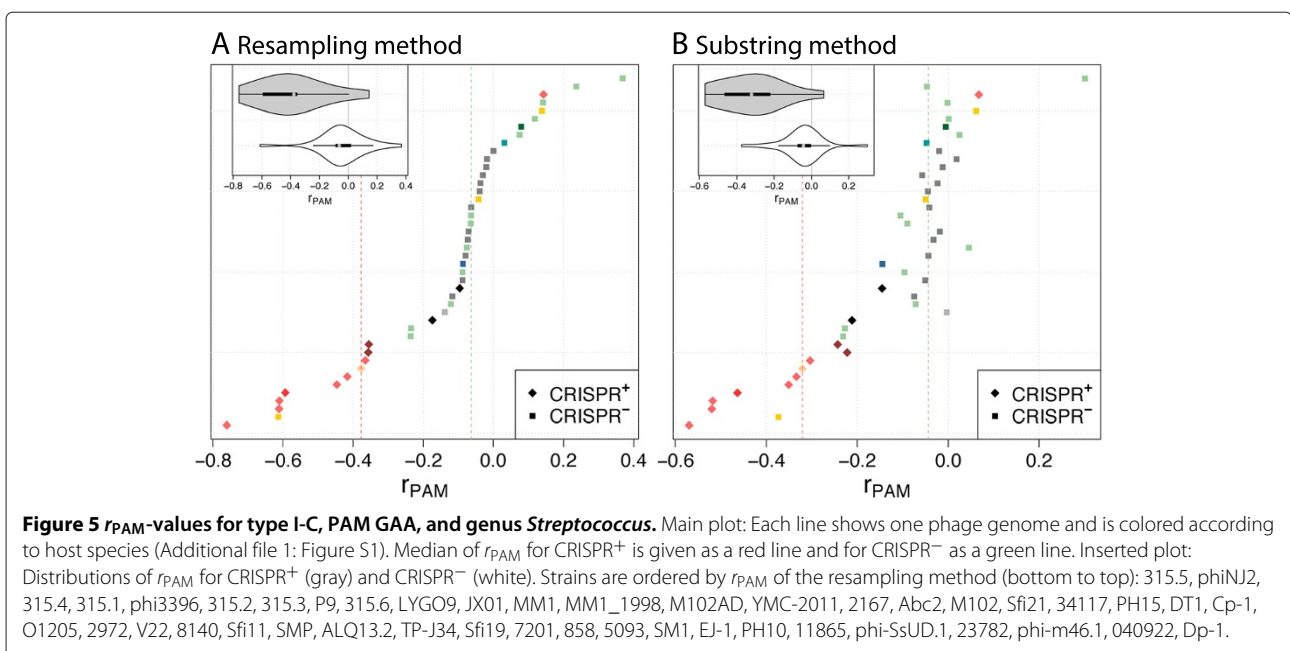 A Resampling method
B Substring method
−0.8 −0.6 −0.4 −0.2 0.0 0.2 0.4
rPAM
−0.6 −0.4 −0.2 0.0 0.2
rPAM
CRISPR+
CRISPR−
CRISPR+
CRISPR−
−0.8 −0.6 −0.4 −0.2 0.0 0.2 0.4
rPAM
−0.6 −0.4 −0.2 0.0 0.2
rPAM
Figure 5 rPAM-values for type I-C, PAM GAA, and genus Streptococcus. Main plot: Each line shows one phage genome and is colored according
to host species (Additional file 1: Figure S1). Median of rPAM for CRISPR+ is given as a red line and for CRISPR− as a green line. Inserted plot:
Distributions of rPAM for CRISPR+ (gray) and CRISPR− (white). Strains are ordered by rPAM of the resampling method (bottom to top): 315.5, phiNJ2,
315.4, 315.1, phi3396, 315.2, 315.3, P9, 315.6, LYGO9, JX01, MM1, MM1_1998, M102AD, YMC-2011, 2167, Abc2, M102, Sfi21, 34117, PH15, DT1, Cp-1,
O1205, 2972, V22, 8140, Sfi11, SMP, ALQ13.2, TP-J34, Sfi19, 7201, 858, 5093, SM1, EJ-1, PH10, 11865, phi-SsUD.1, 23782, phi-m46.1, 040922, Dp-1.